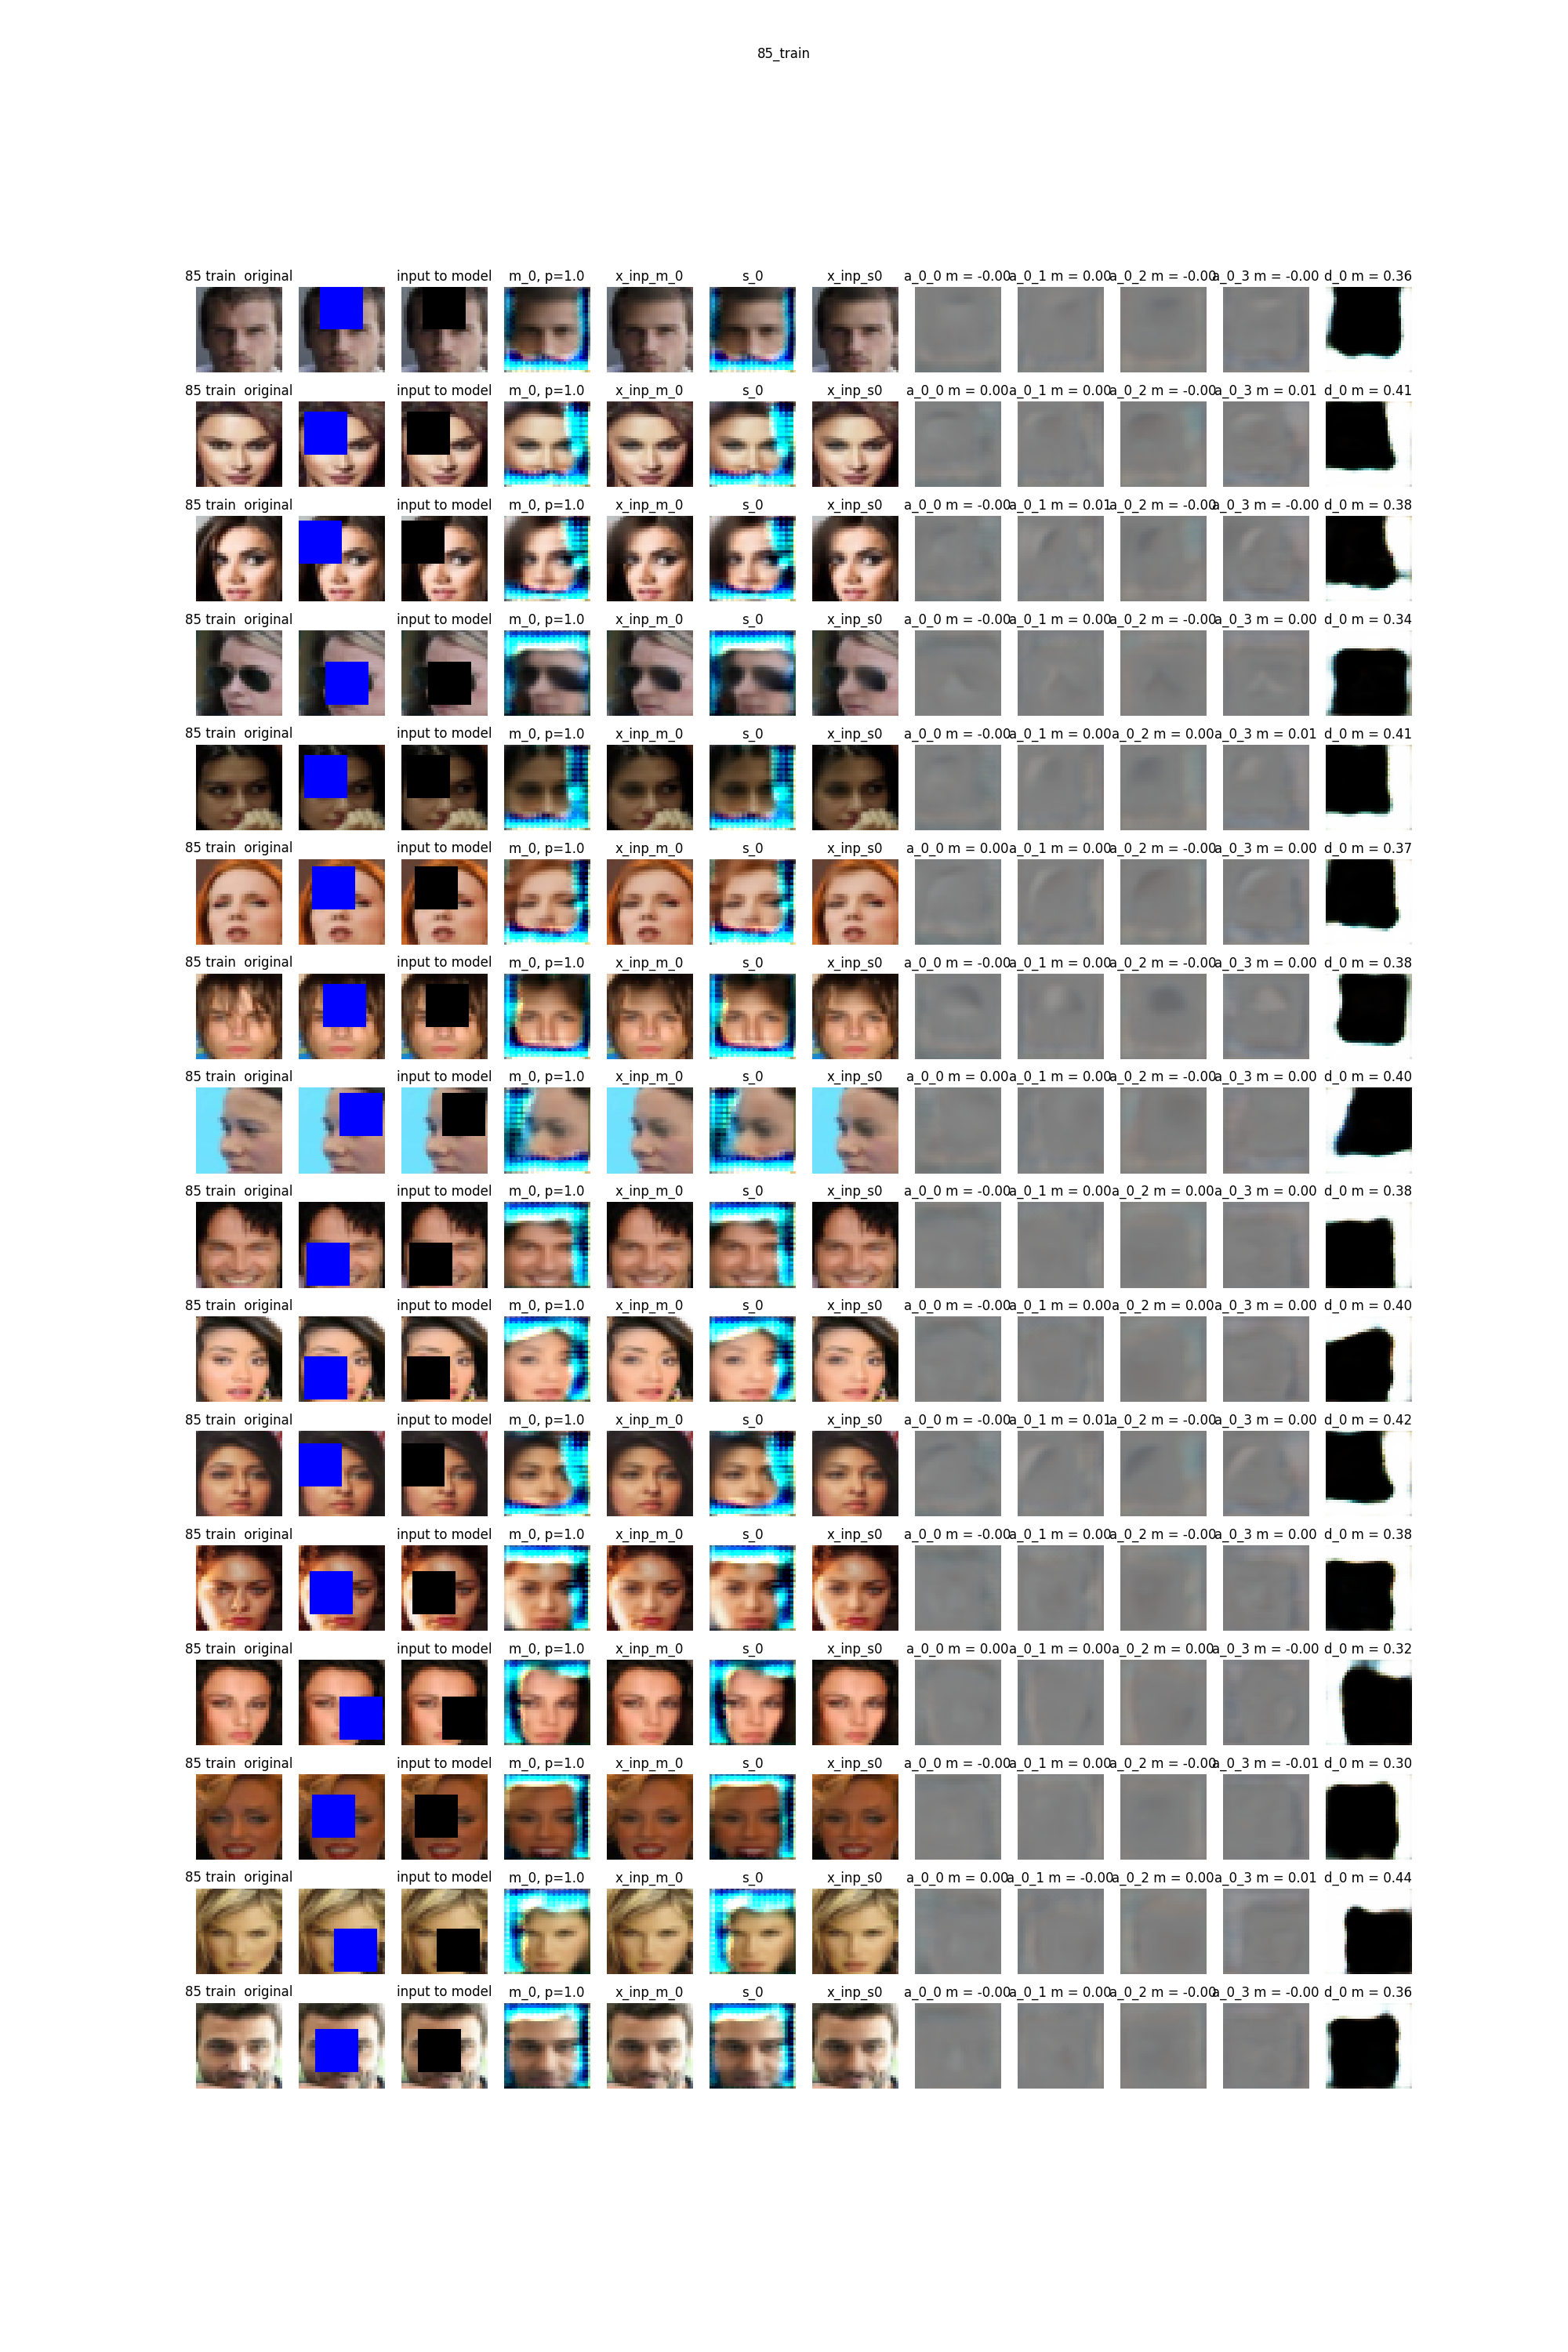 85_train
85 train original input to model m_0, p=1.0 x_inp_m_0 s_0 x_inp_s0 a_0_0 m = -0.00 a_0_1 m = 0.00 a_0_2 m = -0.00 a_0_3 m = -0.00 d_0 m = 0.36
85 train original input to model m_0, p=1.0 x_inp_m_0 s_0 x_inp_s0 a_0_0 m = 0.00 a_0_1 m = 0.00 a_0_2 m = -0.00 a_0_3 m = 0.01 d_0 m = 0.41
85 train original input to model m_0, p=1.0 x_inp_m_0 s_0 x_inp_s0 a_0_0 m = -0.00 a_0_1 m = 0.01 a_0_2 m = -0.00 a_0_3 m = -0.00 d_0 m = 0.38
85 train original input to model m_0, p=1.0 x_inp_m_0 s_0 x_inp_s0 a_0_0 m = -0.00 a_0_1 m = 0.00 a_0_2 m = -0.00 a_0_3 m = 0.00 d_0 m = 0.34
85 train original input to model m_0, p=1.0 x_inp_m_0 s_0 x_inp_s0 a_0_0 m = -0.00 a_0_1 m = 0.00 a_0_2 m = 0.00 a_0_3 m = 0.01 d_0 m = 0.41
85 train original input to model m_0, p=1.0 x_inp_m_0 s_0 x_inp_s0 a_0_0 m = 0.00 a_0_1 m = 0.00 a_0_2 m = -0.00 a_0_3 m = 0.00 d_0 m = 0.37
85 train original input to model m_0, p=1.0 x_inp_m_0 s_0 x_inp_s0 a_0_0 m = -0.00 a_0_1 m = 0.00 a_0_2 m = -0.00 a_0_3 m = 0.00 d_0 m = 0.38
85 train original input to model m_0, p=1.0 x_inp_m_0 s_0 x_inp_s0 a_0_0 m = 0.00 a_0_1 m = 0.00 a_0_2 m = -0.00 a_0_3 m = 0.00 d_0 m = 0.40
85 train original input to model m_0, p=1.0 x_inp_m_0 s_0 x_inp_s0 a_0_0 m = -0.00 a_0_1 m = 0.00 a_0_2 m = 0.00 a_0_3 m = 0.00 d_0 m = 0.38
85 train original input to model m_0, p=1.0 x_inp_m_0 s_0 x_inp_s0 a_0_0 m = -0.00 a_0_1 m = 0.00 a_0_2 m = 0.00 a_0_3 m = 0.00 d_0 m = 0.40
85 train original input to model m_0, p=1.0 x_inp_m_0 s_0 x_inp_s0 a_0_0 m = -0.00 a_0_1 m = 0.01 a_0_2 m = -0.00 a_0_3 m = 0.00 d_0 m = 0.42
85 train original input to model m_0, p=1.0 x_inp_m_0 s_0 x_inp_s0 a_0_0 m = -0.00 a_0_1 m = 0.00 a_0_2 m = -0.00 a_0_3 m = 0.00 d_0 m = 0.38
85 train original input to model m_0, p=1.0 x_inp_m_0 s_0 x_inp_s0 a_0_0 m = 0.00 a_0_1 m = 0.00 a_0_2 m = 0.00 a_0_3 m = -0.00 d_0 m = 0.32
85 train original input to model m_0, p=1.0 x_inp_m_0 s_0 x_inp_s0 a_0_0 m = -0.00 a_0_1 m = 0.00 a_0_2 m = -0.00 a_0_3 m = -0.01 d_0 m = 0.30
85 train original input to model m_0, p=1.0 x_inp_m_0 s_0 x_inp_s0 a_0_0 m = 0.00 a_0_1 m = -0.00 a_0_2 m = 0.00 a_0_3 m = 0.01 d_0 m = 0.44
85 train original input to model m_0, p=1.0 x_inp_m_0 s_0 x_inp_s0 a_0_0 m = -0.00 a_0_1 m = 0.00 a_0_2 m = -0.00 a_0_3 m = -0.00 d_0 m = 0.36